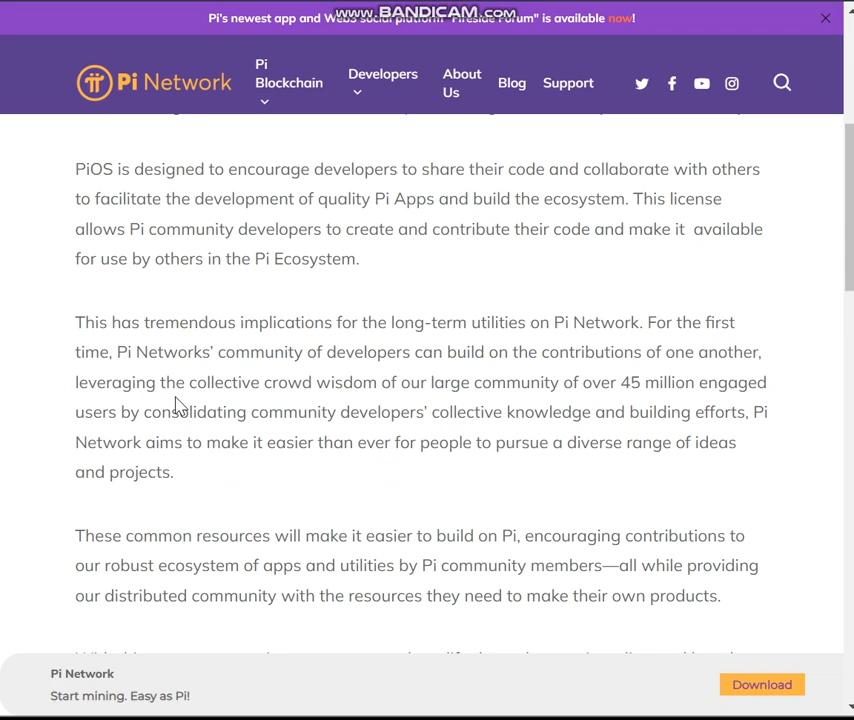 Pi's newest app and Web3 social platform "Fireside Forum" is available now!
www.BANDICAM.com
Pi Network
Pi Blockchain
Developers
About Us
Blog
Support
PiOS is designed to encourage developers to share their code and collaborate with others
to facilitate the development of quality Pi Apps and build the ecosystem. This license
allows Pi community developers to create and contribute their code and make it available
for use by others in the Pi Ecosystem.
This has tremendous implications for the long-term utilities on Pi Network. For the first
time, Pi Networks’ community of developers can build on the contributions of one another,
leveraging the collective crowd wisdom of our large community of over 45 million engaged
users by consolidating community developers’ collective knowledge and building efforts, Pi
Network aims to make it easier than ever for people to pursue a diverse range of ideas
and projects.
These common resources will make it easier to build on Pi, encouraging contributions to
our robust ecosystem of apps and utilities by Pi community members—all while providing
our distributed community with the resources they need to make their own products.
Pi Network
Start mining. Easy as Pi!
Download